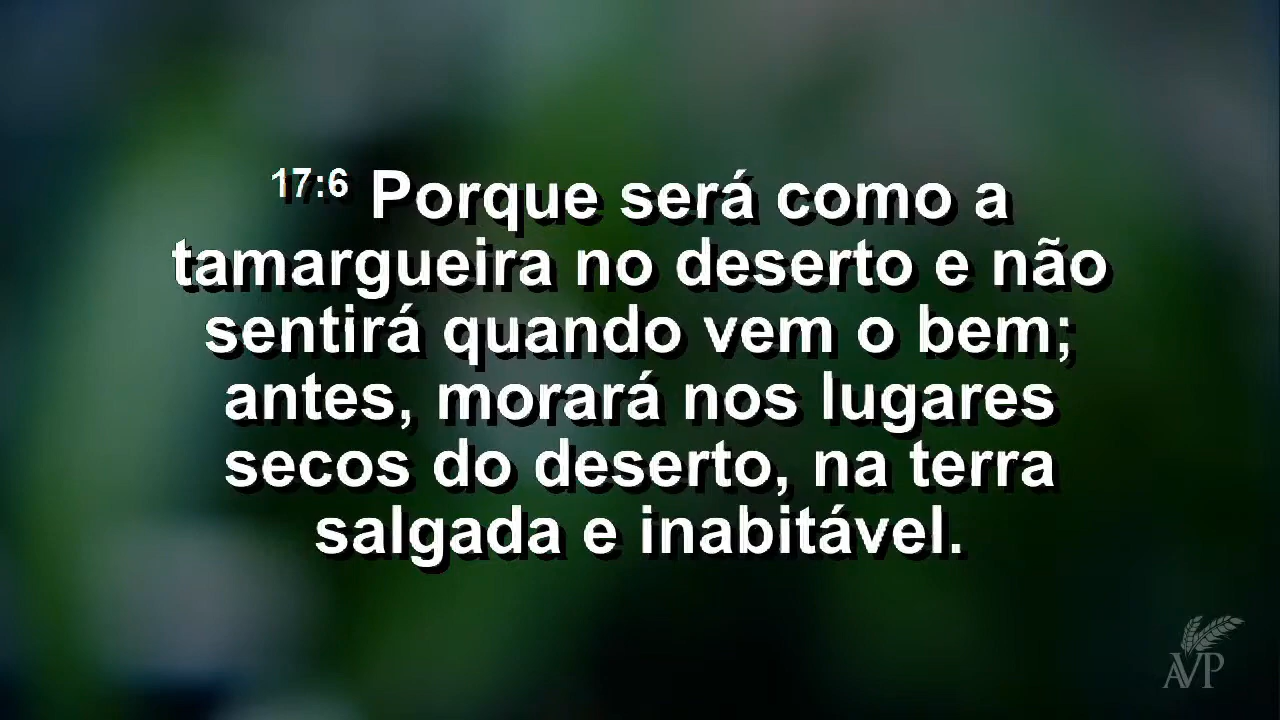 17:6 Porque será como a
tamargueira no deserto e não
sentirá quando vem o bem;
antes, morará nos lugares
secos do deserto, na terra
salgada e inabitável.
AVP